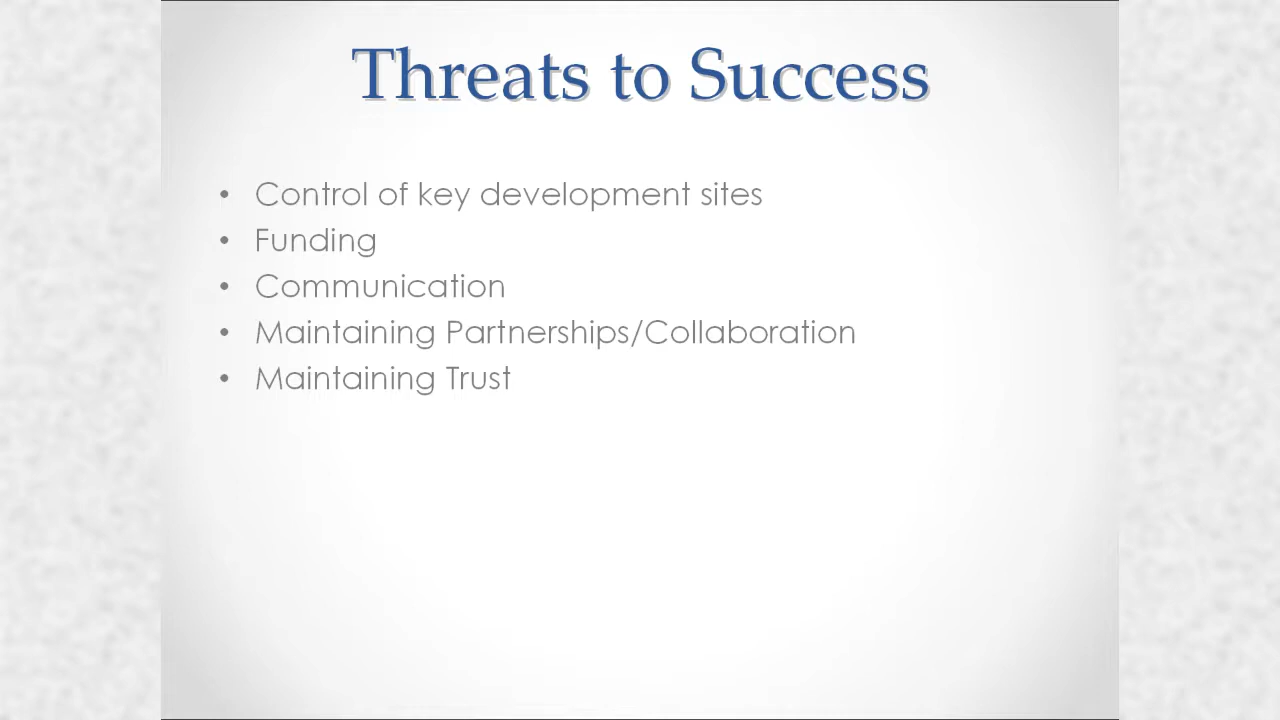 Threats to Success
• Control of key development sites
• Funding
• Communication
• Maintaining Partnerships/Collaboration
• Maintaining Trust